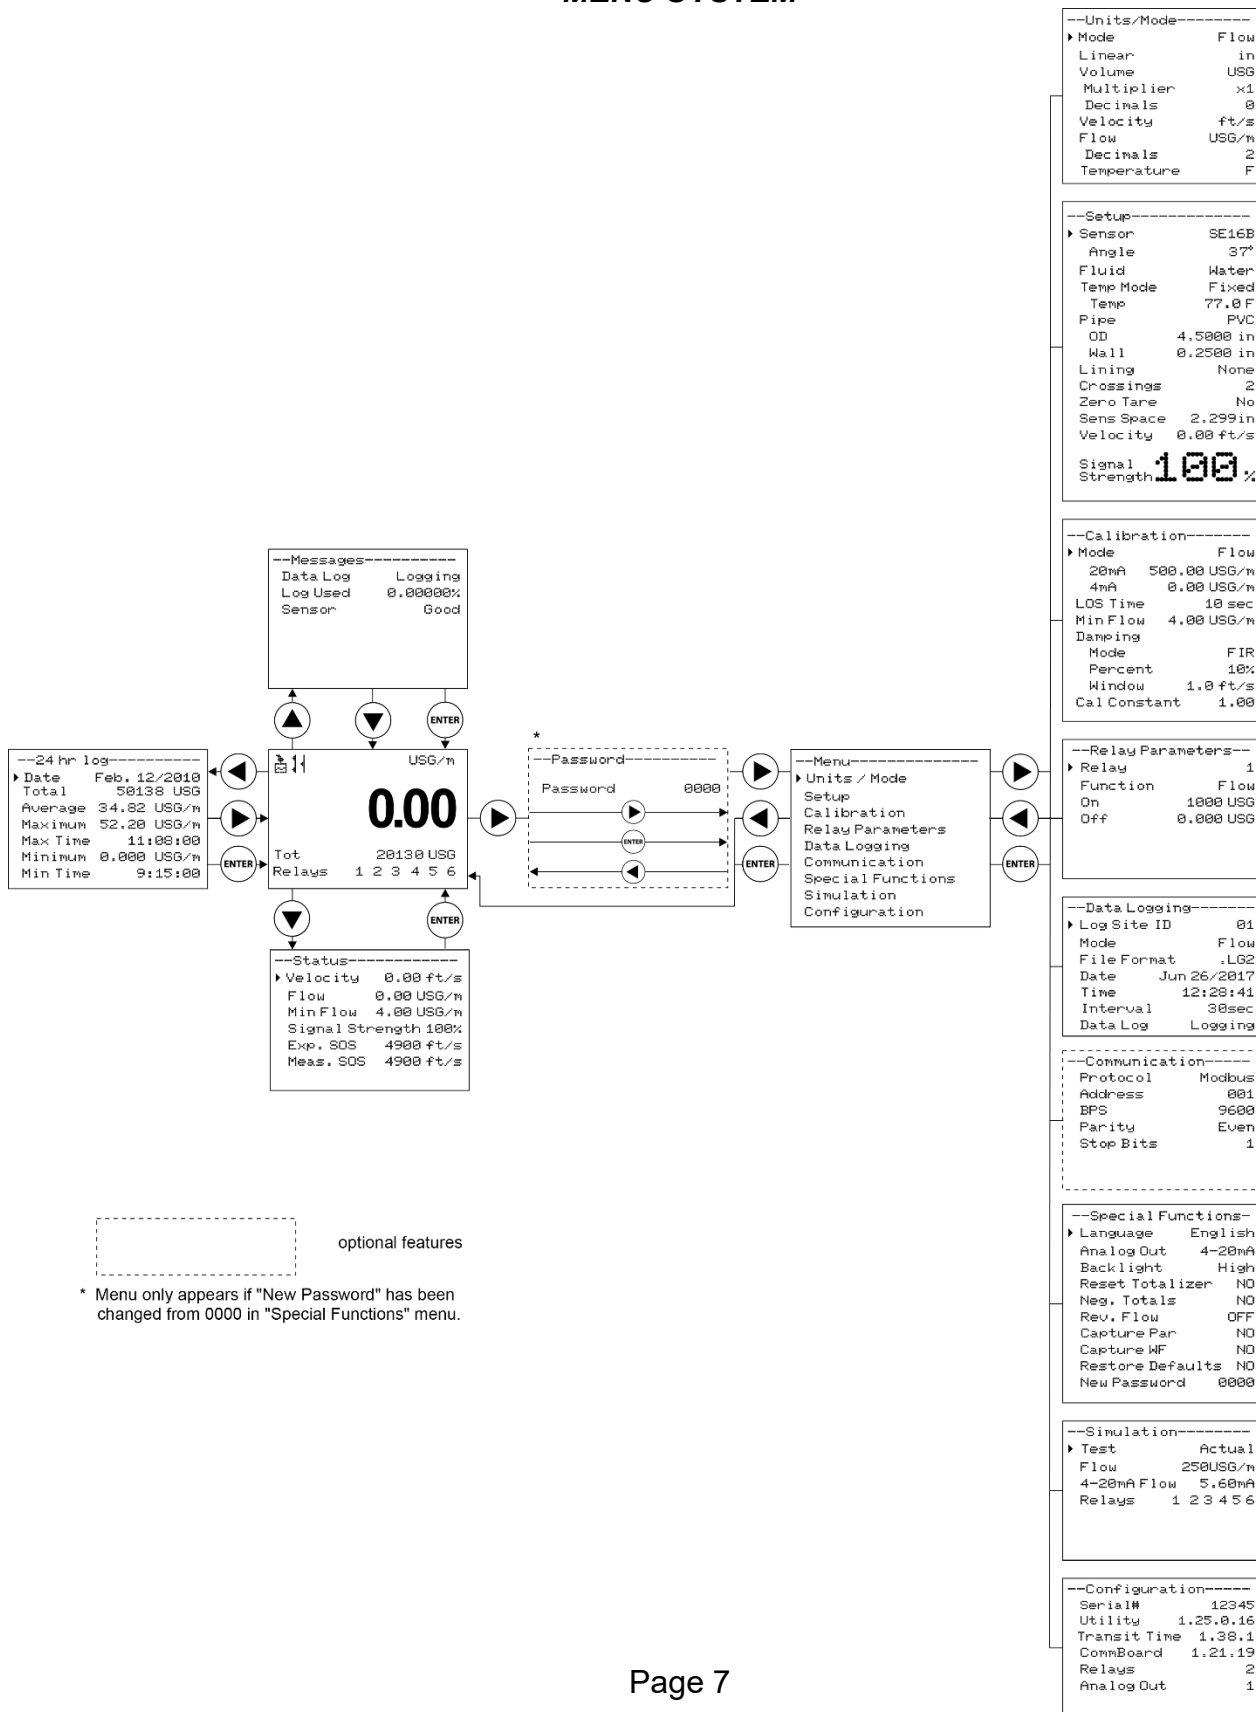 MENU SYSTEM
--Units/Mode--------
Mode Flow
Linear in
Volume USG
Multiplier x1
Decimals 0
Velocity ft/s
Flow USG/m
Decimals 2
Temperature F
--Setup-------------
Sensor SE16B
Angle 37°
Fluid Water
Temp Mode Fixed
Temp 77.0 F
Pipe PVC
OD 4.5000 in
Wall 0.2500 in
Lining None
Crossings 2
Zero Tare No
Sens Space 2.299in
Velocity 0.00 ft/s
Signal Strength 100%
--Calibration-------
Mode Flow
20mA 500.00 USG/m
4mA 0.00 USG/m
LOS Time 10 sec
Min Flow 4.00 USG/m
Damping
Mode FIR
Percent 10%
Window 1.0 ft/s
Cal Constant 1.00
--Messages----------
Data Log Logging
Log Used 0.00000%
Sensor Good
ENTER
--24 hr log----------
Date Feb. 12/2010
Total 50138 USG
Average 34.82 USG/m
Maximum 52.20 USG/m
Max Time 11:08:00
Minimum 0.000 USG/m
Min Time 9:15:00
ENTER
USG/m
0.00
Tot 20130 USG
Relays 1 2 3 4 5 6
ENTER
--Status------------
Velocity 0.00 ft/s
Flow 0.00 USG/m
Min Flow 4.00 USG/m
Signal Strength 100%
Exp. SOS 4900 ft/s
Meas. SOS 4900 ft/s
*
--Password----------
Password 0000
ENTER
ENTER
--Menu--------------
Units / Mode
Setup
Calibration
Relay Parameters
Data Logging
Communication
Special Functions
Simulation
Configuration
ENTER
--Relay Parameters--
Relay 1
Function Flow
On 1000 USG
Off 0.000 USG
--Data Logging-------
Log Site ID 01
Mode Flow
File Format .LG2
Date Jun 26/2017
Time 12:28:41
Interval 30sec
Data Log Logging
--Communication-----
Protocol Modbus
Address 001
BPS 9600
Parity Even
Stop Bits 1
--Special Functions-
Language English
Analog Out 4-20mA
Backlight High
Reset Totalizer NO
Neg. Totals NO
Rev. Flow OFF
Capture Par NO
Capture WF NO
Restore Defaults NO
New Password 0000
--Simulation--------
Test Actual
Flow 250USG/m
4-20mA Flow 5.60mA
Relays 1 2 3 4 5 6
--Configuration-----
Serial# 12345
Utility 1.25.0.16
Transit Time 1.38.1
CommBoard 1.21.19
Relays 2
Analog Out 1
optional features
* Menu only appears if "New Password" has been
changed from 0000 in "Special Functions" menu.
Page 7